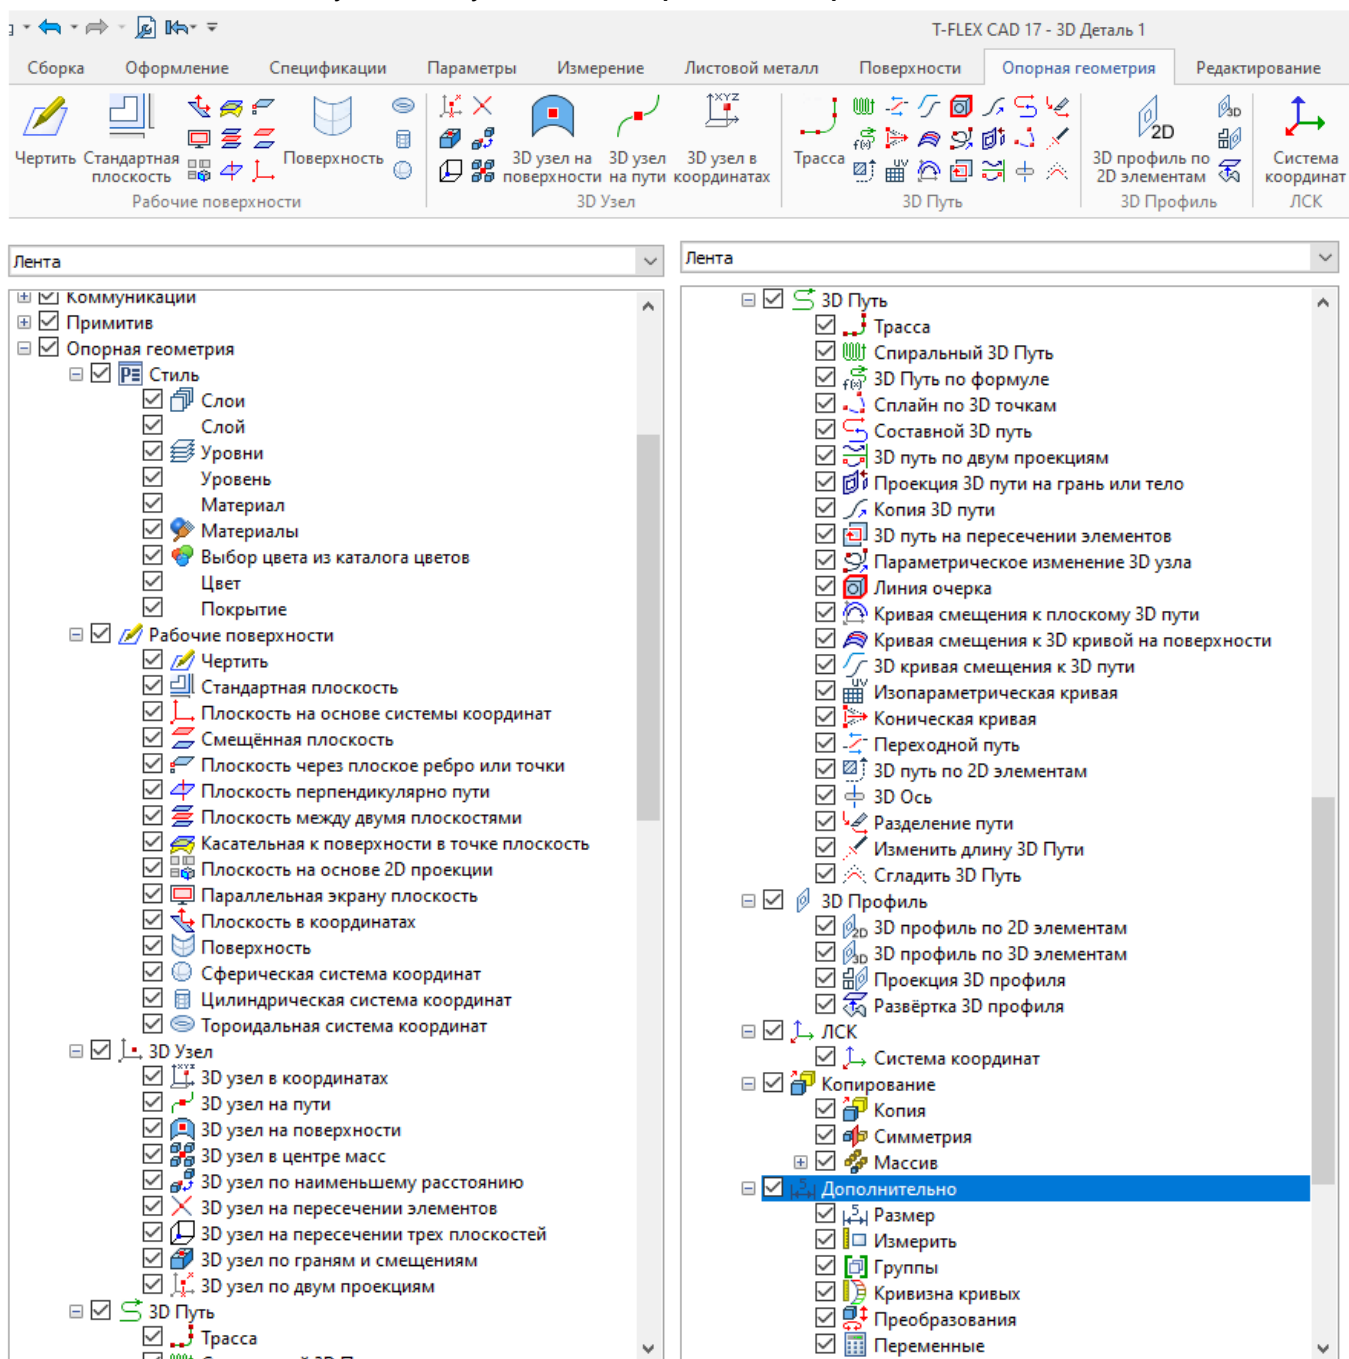 T-FLEX CAD 17 - 3D Деталь 1
Сборка Оформление Спецификации Параметры Измерение Листовой металл Поверхности Опорная геометрия Редактирование
Чертить Стандартная плоскость Поверхность 3D узел на поверхности 3D узел на пути 3D узел в координатах Трасса 3D профиль по 2D элементам Система координат
Рабочие поверхности 3D Узел 3D Путь 3D Профиль ЛСК
Лента
Коммуникации
Примитив
Опорная геометрия
Стиль
Слои
Слой
Уровни
Уровень
Материал
Материалы
Выбор цвета из каталога цветов
Цвет
Покрытие
Рабочие поверхности
Чертить
Стандартная плоскость
Плоскость на основе системы координат
Смещённая плоскость
Плоскость через плоское ребро или точки
Плоскость перпендикулярно пути
Плоскость между двумя плоскостями
Касательная к поверхности в точке плоскость
Плоскость на основе 2D проекции
Параллельная экрану плоскость
Плоскость в координатах
Поверхность
Сферическая система координат
Цилиндрическая система координат
Тороидальная система координат
3D Узел
3D узел в координатах
3D узел на пути
3D узел на поверхности
3D узел в центре масс
3D узел по наименьшему расстоянию
3D узел на пересечении элементов
3D узел на пересечении трех плоскостей
3D узел по граням и смещениям
3D узел по двум проекциям
3D Путь
Трасса
Лента
3D Путь
Трасса
Спиральный 3D Путь
3D Путь по формуле
Сплайн по 3D точкам
Составной 3D путь
3D путь по двум проекциям
Проекция 3D пути на грань или тело
Копия 3D пути
3D путь на пересечении элементов
Параметрическое изменение 3D узла
Линия очерка
Кривая смещения к плоскому 3D пути
Кривая смещения к 3D кривой на поверхности
3D кривая смещения к 3D пути
Изопараметрическая кривая
Коническая кривая
Переходной путь
3D путь по 2D элементам
3D Ось
Разделение пути
Изменить длину 3D Пути
Сгладить 3D Путь
3D Профиль
3D профиль по 2D элементам
3D профиль по 3D элементам
Проекция 3D профиля
Развёртка 3D профиля
ЛСК
Система координат
Копирование
Копия
Симметрия
Массив
Дополнительно
Размер
Измерить
Группы
Кривизна кривых
Преобразования
Переменные